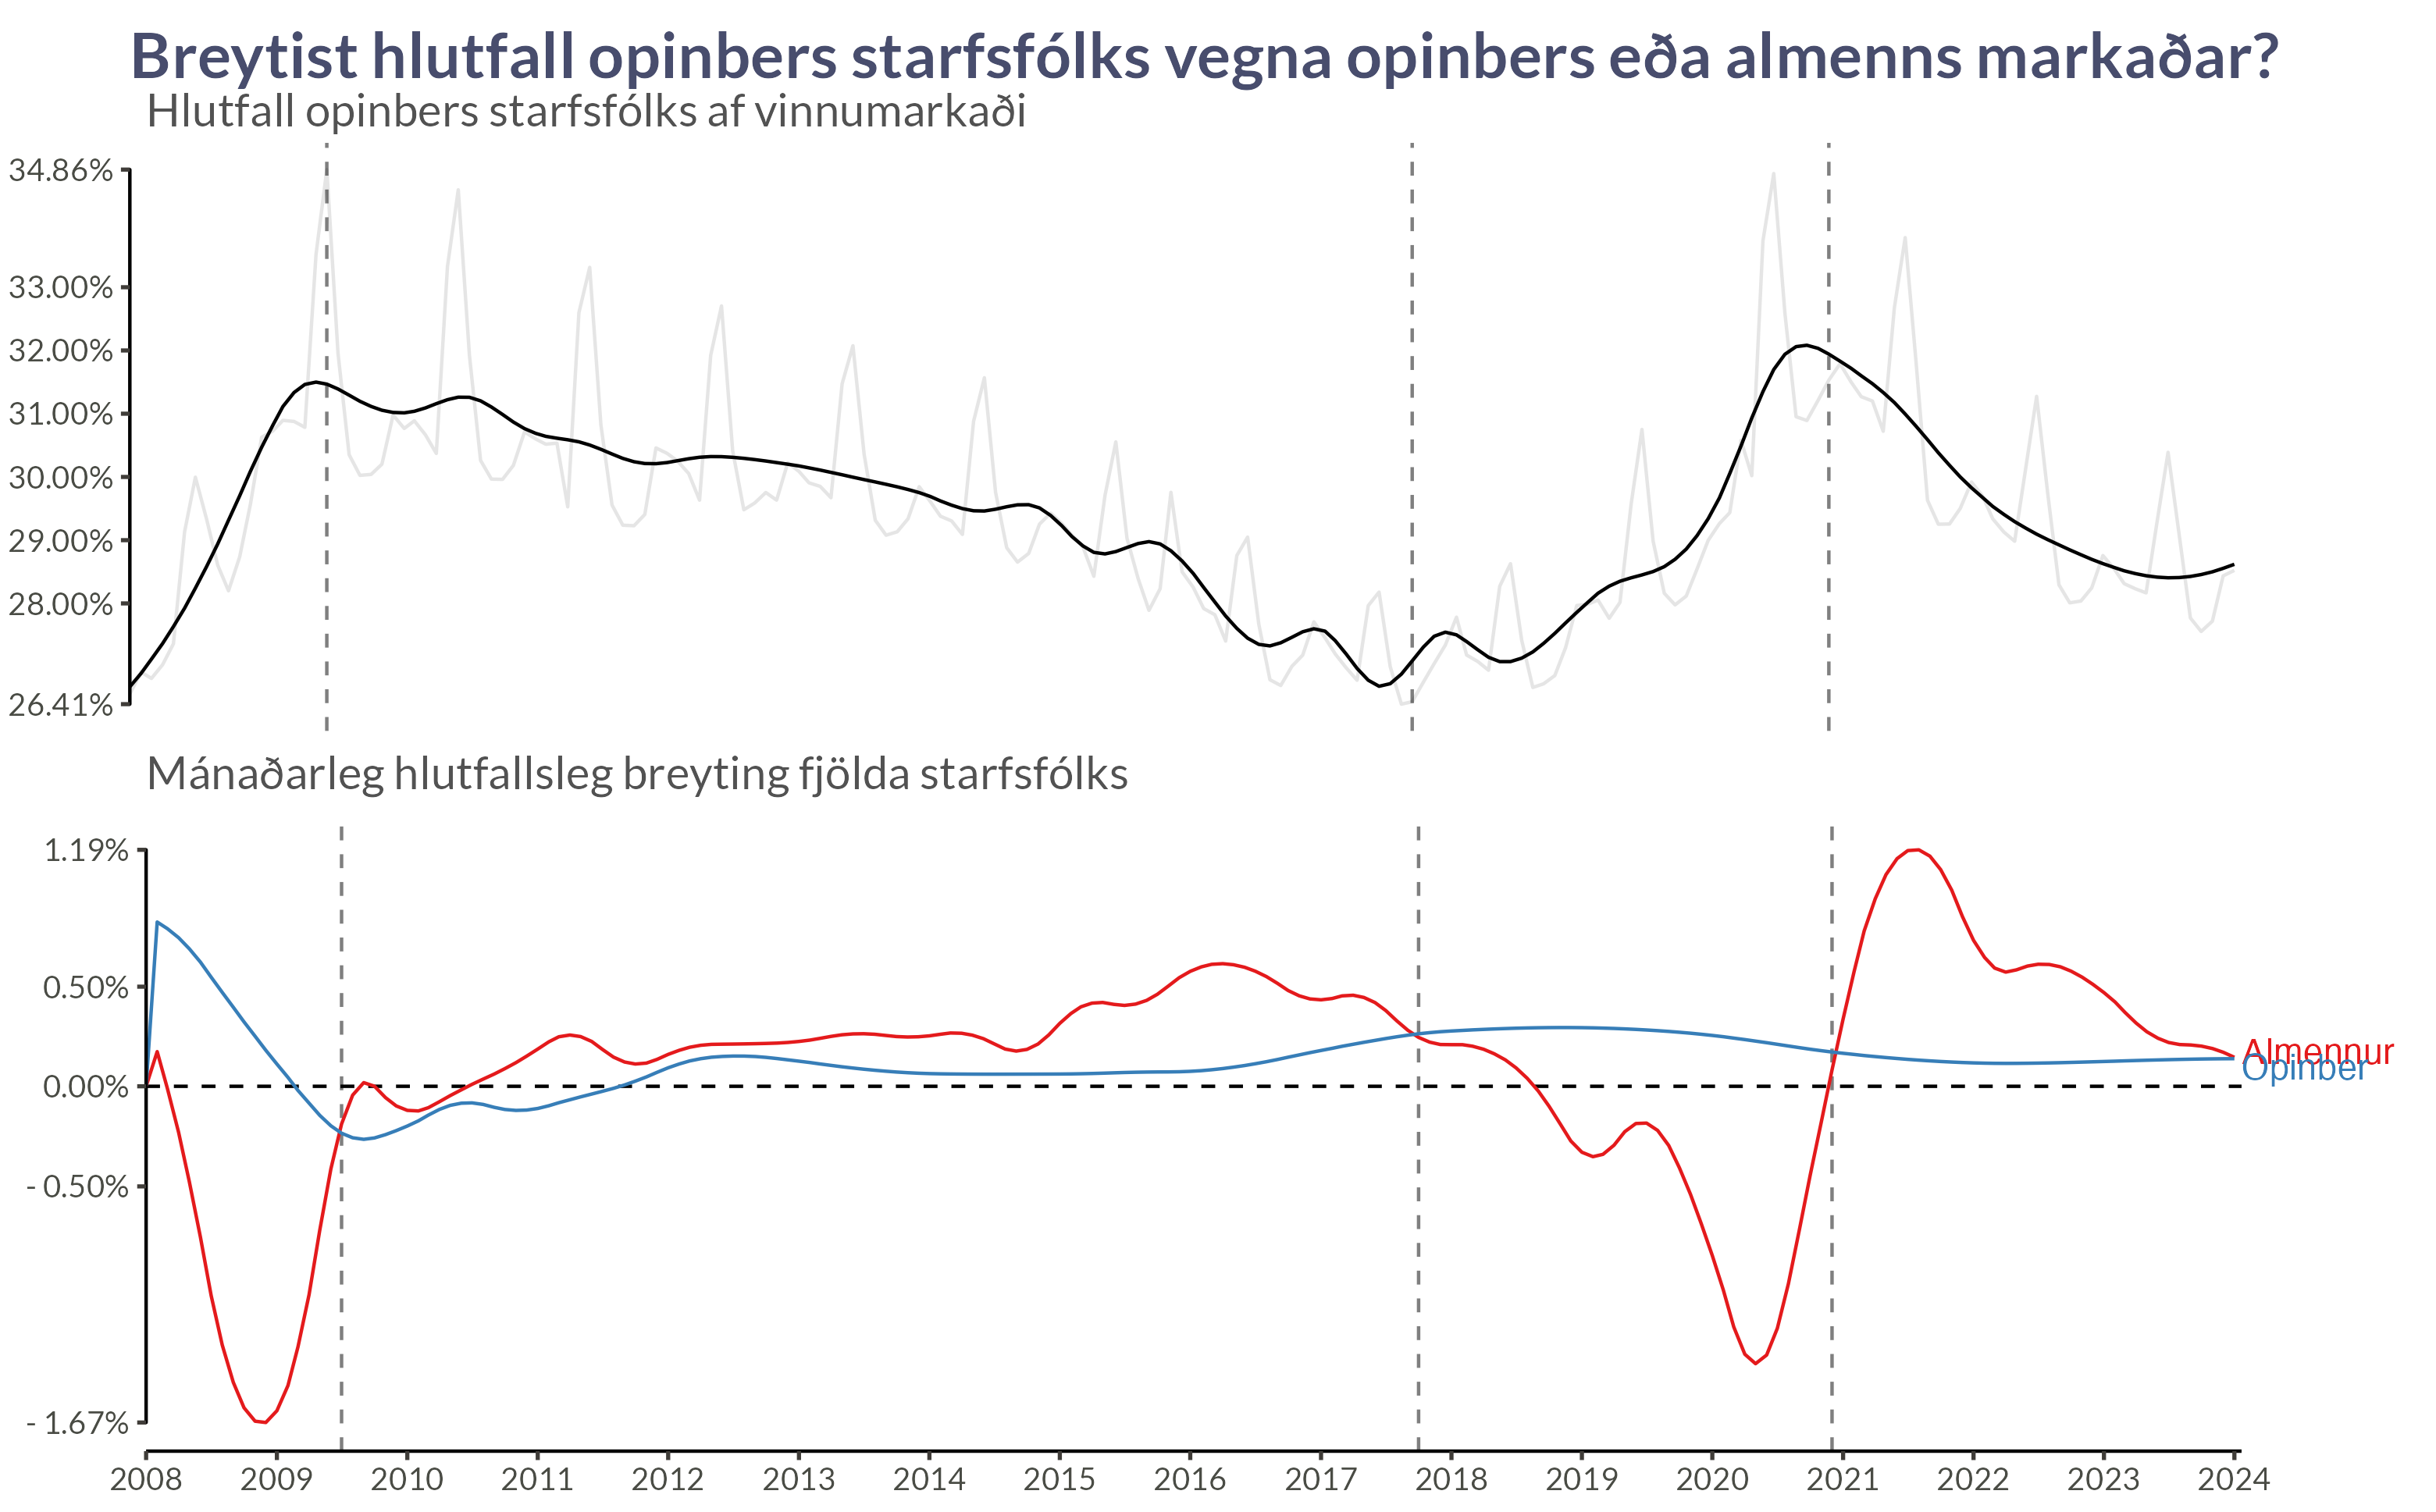 Breytist hlutfall opinbers starfsfólks vegna opinbers eða almenns markaðar?
Hlutfall opinbers starfsfólks af vinnumarkaði
34.86%
33.00%
32.00%
31.00%
30.00%
29.00%
28.00%
26.41%
Mánaðarleg hlutfallsleg breyting fjölda starfsfólks
1.19%
0.50%
0.00%
- 0.50%
- 1.67%
Almennur
Opinber
2008 2009 2010 2011 2012 2013 2014 2015 2016 2017 2018 2019 2020 2021 2022 2023 2024